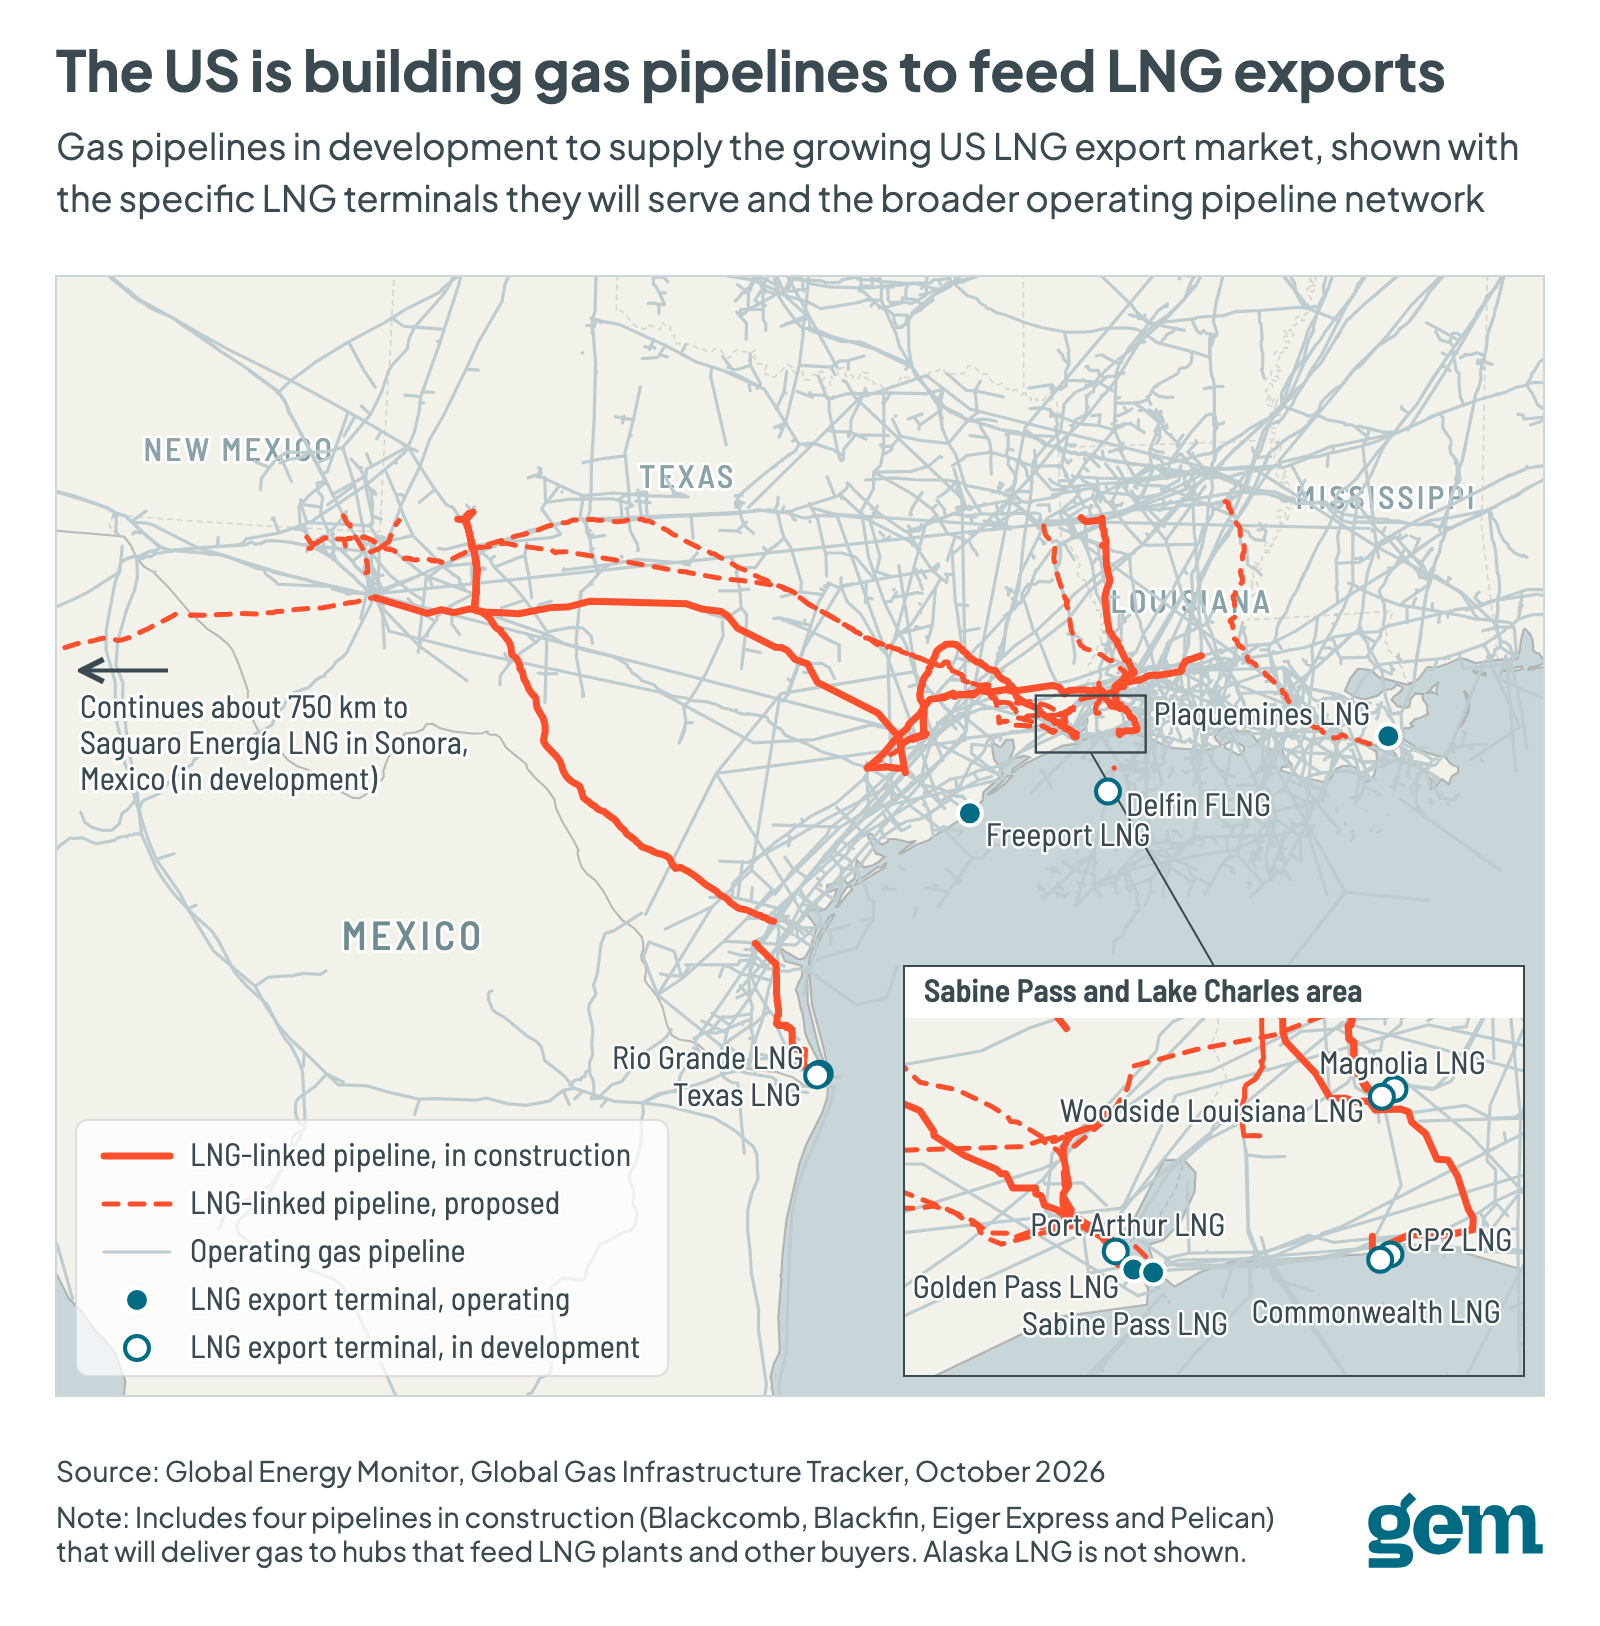 The US is building gas pipelines to feed LNG exports
Gas pipelines in development to supply the growing US LNG export market, shown with
the specific LNG terminals they will serve and the broader operating pipeline network
NEW MEXICO
TEXAS
MISSISSIPPI
LOUISIANA
Continues about 750 km to
Saguaro Energía LNG in Sonora,
Mexico (in development)
Plaquemines LNG
Delfin FLNG
Freeport LNG
MEXICO
Rio Grande LNG
Texas LNG
Sabine Pass and Lake Charles area
Magnolia LNG
Woodside Louisiana LNG
Port Arthur LNG
CP2 LNG
Golden Pass LNG
Commonwealth LNG
Sabine Pass LNG
LNG-linked pipeline, in construction
LNG-linked pipeline, proposed
Operating gas pipeline
LNG export terminal, operating
LNG export terminal, in development
Source: Global Energy Monitor, Global Gas Infrastructure Tracker, October 2026
Note: Includes four pipelines in construction (Blackcomb, Blackfin, Eiger Express and Pelican)
that will deliver gas to hubs that feed LNG plants and other buyers. Alaska LNG is not shown.
gem